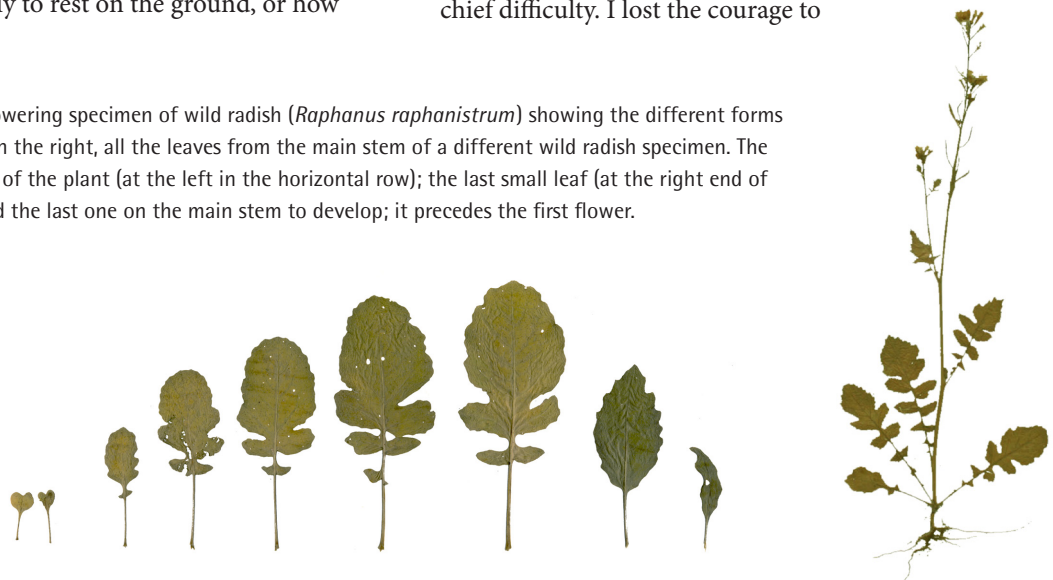 ly to rest on the ground, or how
chief difficulty. I lost the courage to
owering specimen of wild radish (Raphanus raphanistrum) showing the different forms
n the right, all the leaves from the main stem of a different wild radish specimen. The
of the plant (at the left in the horizontal row); the last small leaf (at the right end of
d the last one on the main stem to develop; it precedes the first flower.